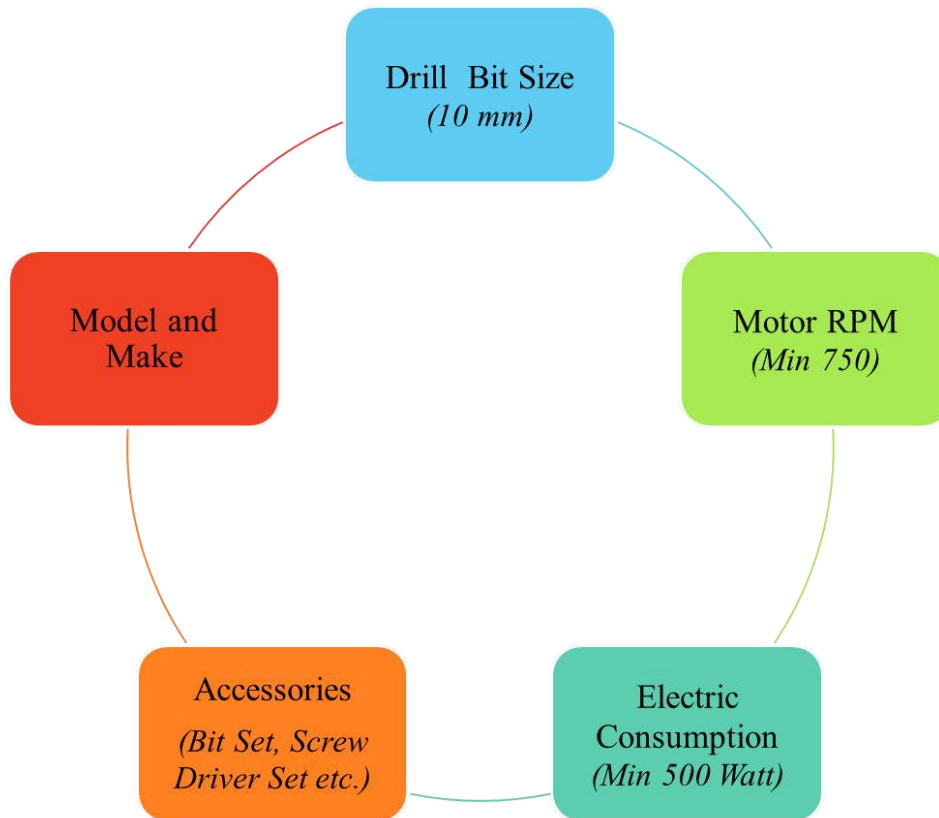 Drill Bit Size
(10 mm)
Motor RPM
(Min 750)
Electric
Consumption
(Min 500 Watt)
Accessories
(Bit Set, Screw
Driver Set etc.)
Model and
Make